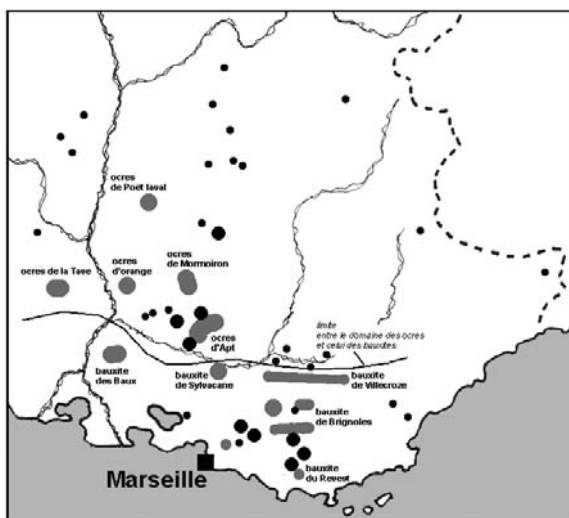 ocres
de Poët laval
ocres de la Tave
ocres
d'orange
ocres
de Mormoiron
ocres
d'Apt
limite
entre le domaine des ocres
et celui des bauxites
bauxite
des Baux
bauxite
de Sylvacane
bauxite
de Villecroze
bauxite
de Brignoles
bauxite
du Revest
Marseille